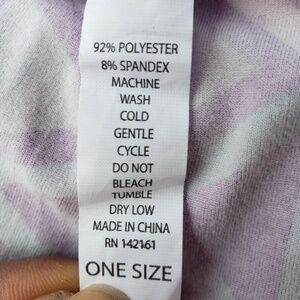 92% POLYESTER
8% SPANDEX
MACHINE
WASH
COLD
GENTLE
CYCLE
DO NOT
BLEACH
TUMBLE
DRY LOW
MADE IN CHINA
RN 142161
ONE SIZE